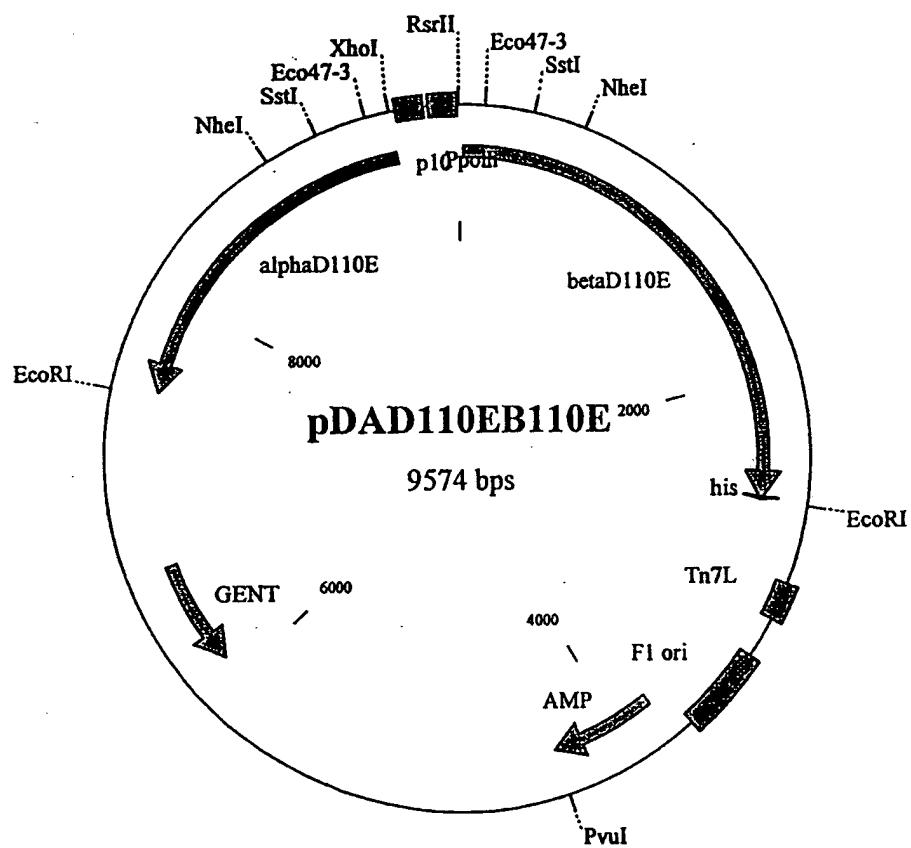 RsrII
XhoI
Eco47-3
Eco47-3
SstI
SstI
NheI
NheI
p10
alphaD110E
betaD110E
8000
EcoRI
pDAD110EB110E
2000
9574 bps
his
EcoRI
Tn7L
GENT
6000
4000
F1 ori
AMP
PvuI